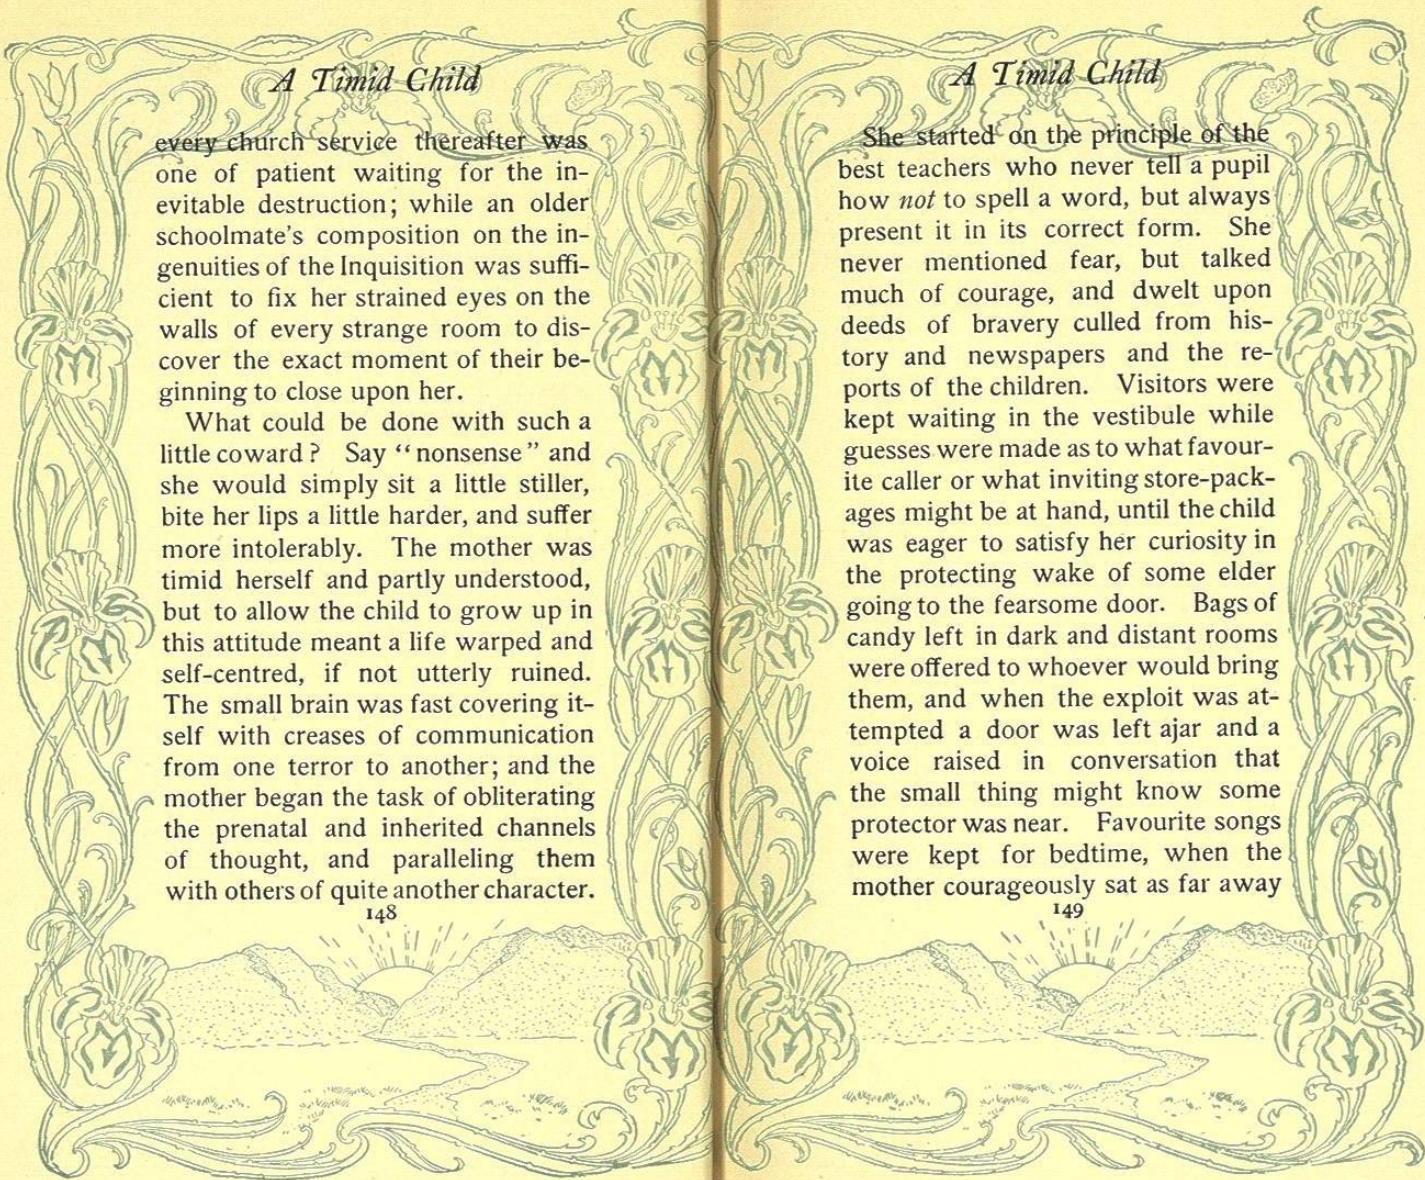 A Timid Child
every church service thereafter was
one of patient waiting for the in-
evitable destruction; while an older
schoolmate's composition on the in-
genuities of the Inquisition was suffi-
cient to fix her strained eyes on the
walls of every strange room to dis-
cover the exact moment of their be-
ginning to close upon her.
What could be done with such a
little coward? Say "nonsense" and
she would simply sit a little stiller,
bite her lips a little harder, and suffer
more intolerably. The mother was
timid herself and partly understood,
but to allow the child to grow up in
this attitude meant a life warped and
self-centred, if not utterly ruined.
The small brain was fast covering it-
self with creases of communication
from one terror to another; and the
mother began the task of obliterating
the prenatal and inherited channels
of thought, and paralleling them
with others of quite another character.
148
A Timid Child
She started on the principle of the
best teachers who never tell a pupil
how not to spell a word, but always
present it in its correct form. She
never mentioned fear, but talked
much of courage, and dwelt upon
deeds of bravery culled from his-
tory and newspapers and the re-
ports of the children. Visitors were
kept waiting in the vestibule while
guesses were made as to what favour-
ite caller or what inviting store-pack-
ages might be at hand, until the child
was eager to satisfy her curiosity in
the protecting wake of some elder
going to the fearsome door. Bags of
candy left in dark and distant rooms
were offered to whoever would bring
them, and when the exploit was at-
tempted a door was left ajar and a
voice raised in conversation that
the small thing might know some
protector was near. Favourite songs
were kept for bedtime, when the
mother courageously sat as far away
149